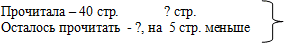 Прочитала – 40 стр. ? стр.
Осталось прочитать - ?, на 5 стр. меньше